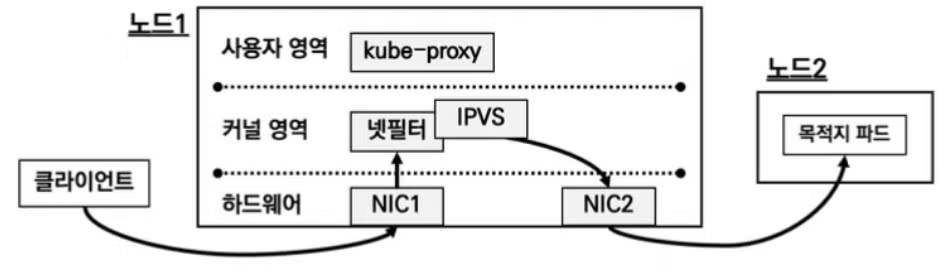 노드1
사용자 영역
kube-proxy
노드2
커널 영역
넷필터
IPVS
목적지 파드
클라이언트
하드웨어
NIC1
NIC2